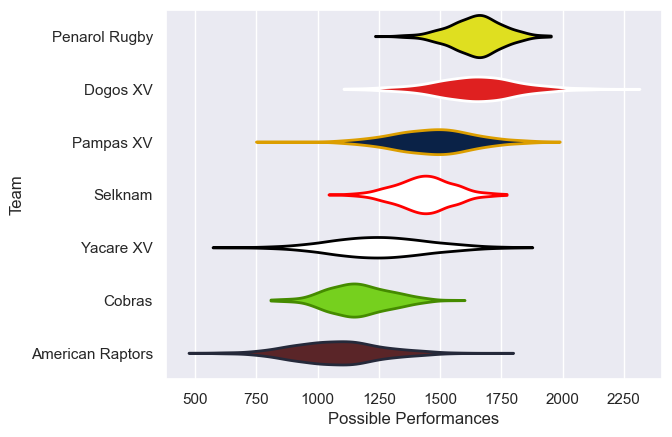 Penarol Rugby
Dogos XV
Pampas XV
Selknam
Yacare XV
Cobras
American Raptors
Team
500 750 1000 1250 1500 1750 2000 2250
Possible Performances